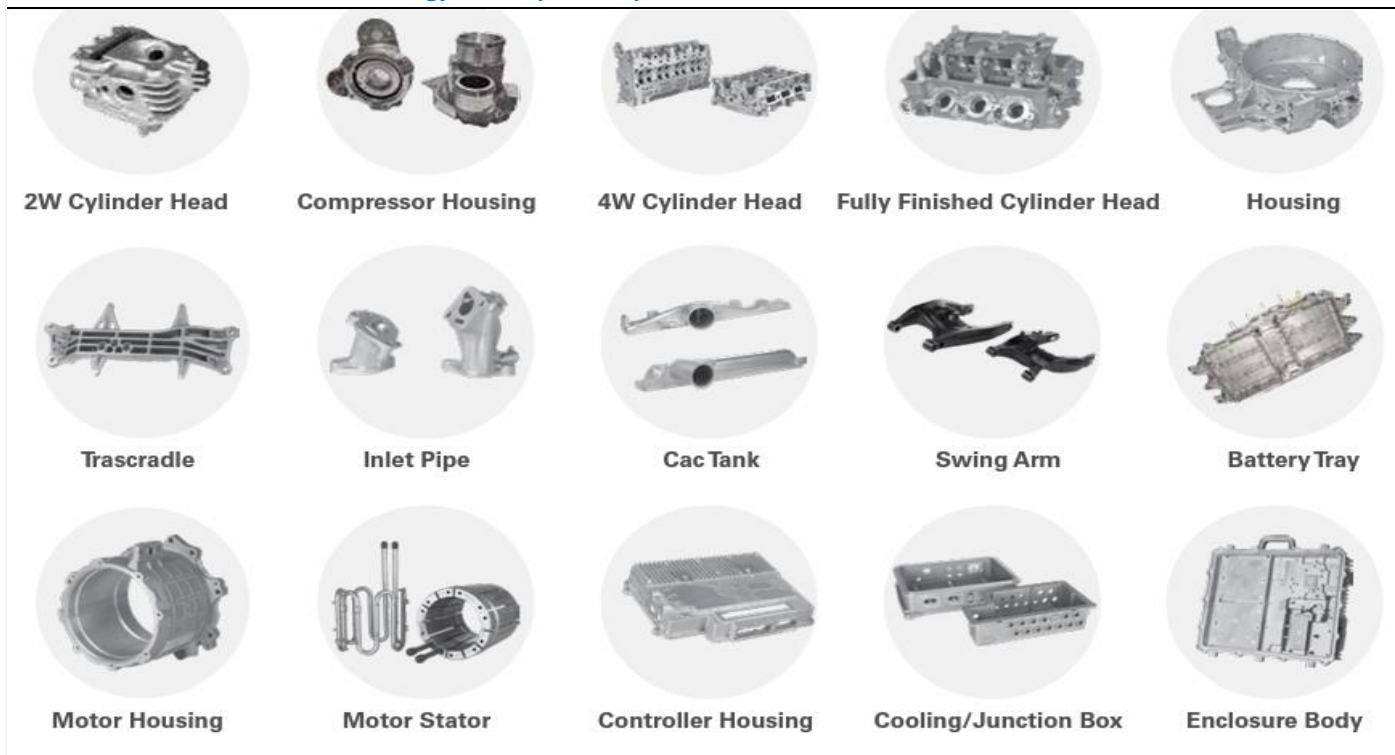 2W Cylinder Head
Compressor Housing
4W Cylinder Head
Fully Finished Cylinder Head
Housing
Trascradle
Inlet Pipe
Cac Tank
Swing Arm
Battery Tray
Motor Housing
Motor Stator
Controller Housing
Cooling/Junction Box
Enclosure Body